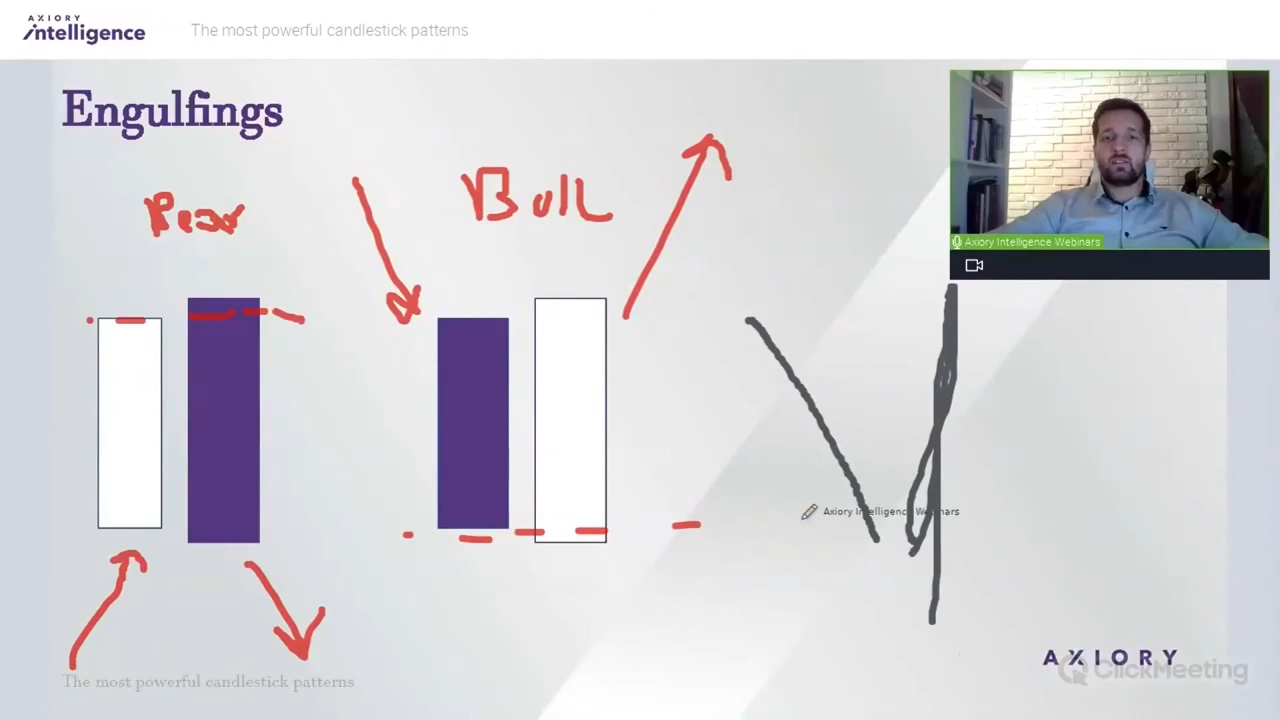 AXIORY
intelligence
The most powerful candlestick patterns
Engulfings
Bear
Bull
Axiory Intelligence Webinars
Axiory Intelligence Webinars
AXIORY
ClickMeeting
The most powerful candlestick patterns